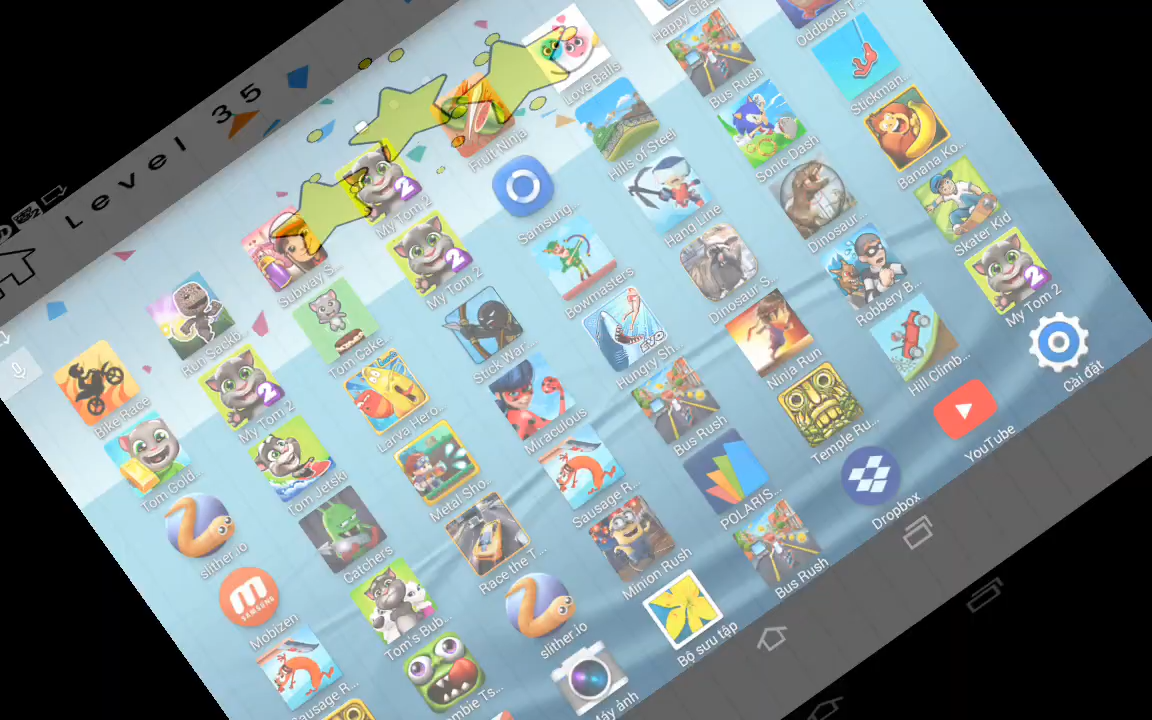 Level 35
Happy Glas...
Oddbods T...
Love Balls
Bus Rush
Stickman...
Fruit Ninja
Hills of Steel
Sonic Dash
Banana Ko...
My Tom 2
Samsung...
Hang Line
Dinosaur...
Skater Kid
Subway S...
My Tom 2
Bowmasters
Dinosaur S...
Robbery B...
My Tom 2
Run Sackb...
Tom Cake...
Stick War:...
Hungry Sh...
Ninja Run
Hill Climb...
Cài đặt
Bike Race
My Tom 2
Larva Hero...
Miraculous
Bus Rush
Temple Ru...
YouTube
Tom Gold...
Tom Jetski
Metal Sho...
Sausage R...
POLARIS...
Dropbox
slither.io
Catchers
Race the T...
Minion Rush
Bus Rush
Mobizen
Tom's Bub...
slither.io
Bộ sưu tập
Sausage R...
Zombie Ts...
Máy ảnh